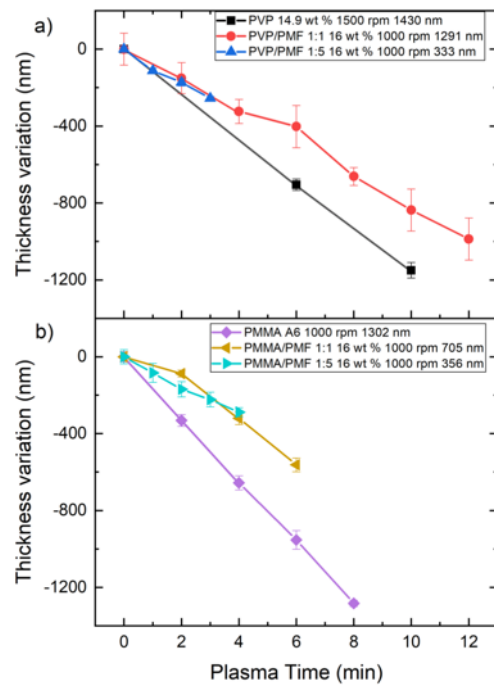 a)
PVP 14.9 wt % 1500 rpm 1430 nm
PVP/PMF 1:1 16 wt % 1000 rpm 1291 nm
PVP/PMF 1:5 16 wt % 1000 rpm 333 nm
Thickness variation (nm)
0
-400
-800
-1200
b)
PMMA A6 1000 rpm 1302 nm
PMMA/PMF 1:1 16 wt % 1000 rpm 705 nm
PMMA/PMF 1:5 16 wt % 1000 rpm 356 nm
Thickness variation (nm)
0
-400
-800
-1200
0 2 4 6 8 10 12
Plasma Time (min)